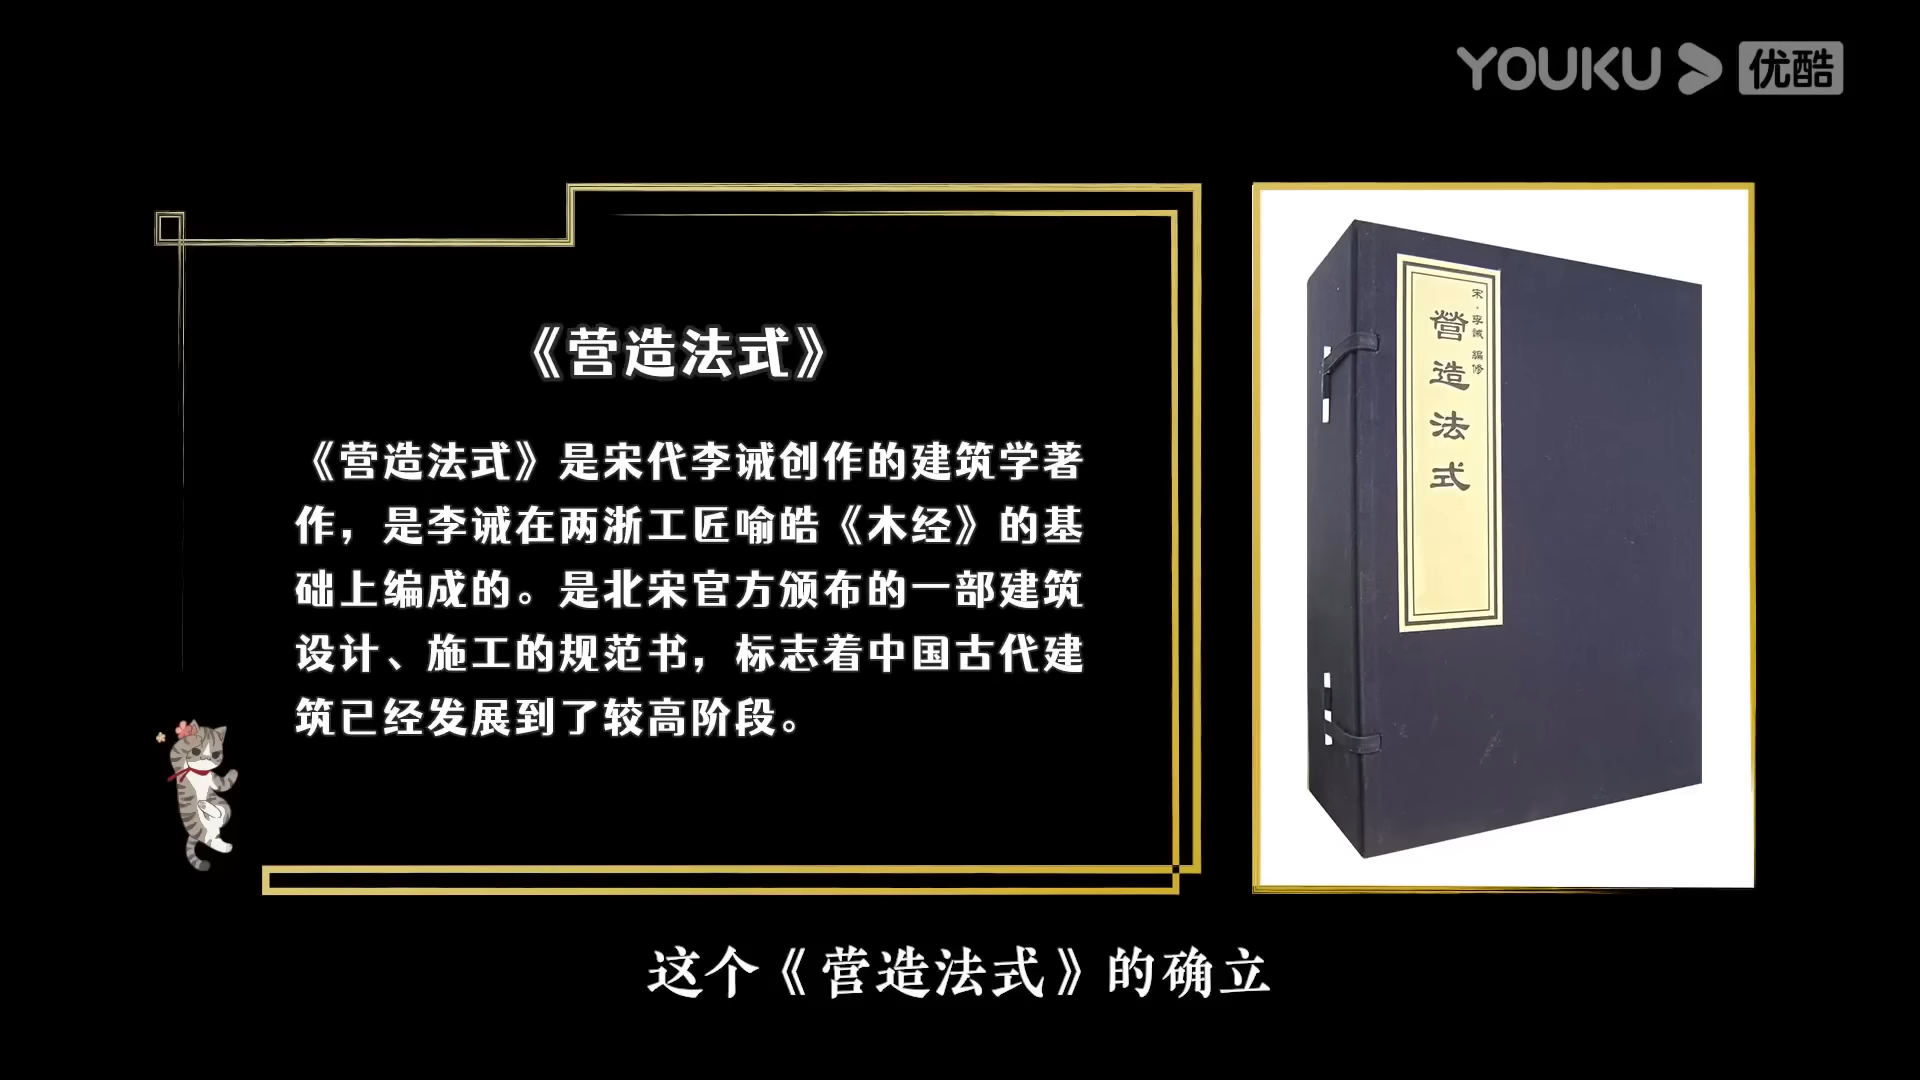 YOUKU 优酷
《营造法式》
《营造法式》是宋代李诫创作的建筑学著
作，是李诫在两浙工匠喻皓《木经》的基
础上编成的。是北宋官方颁布的一部建筑
设计、施工的规范书，标志着中国古代建
筑已经发展到了较高阶段。
宋·李誡 編修
營造法式
这个《营造法式》的确立